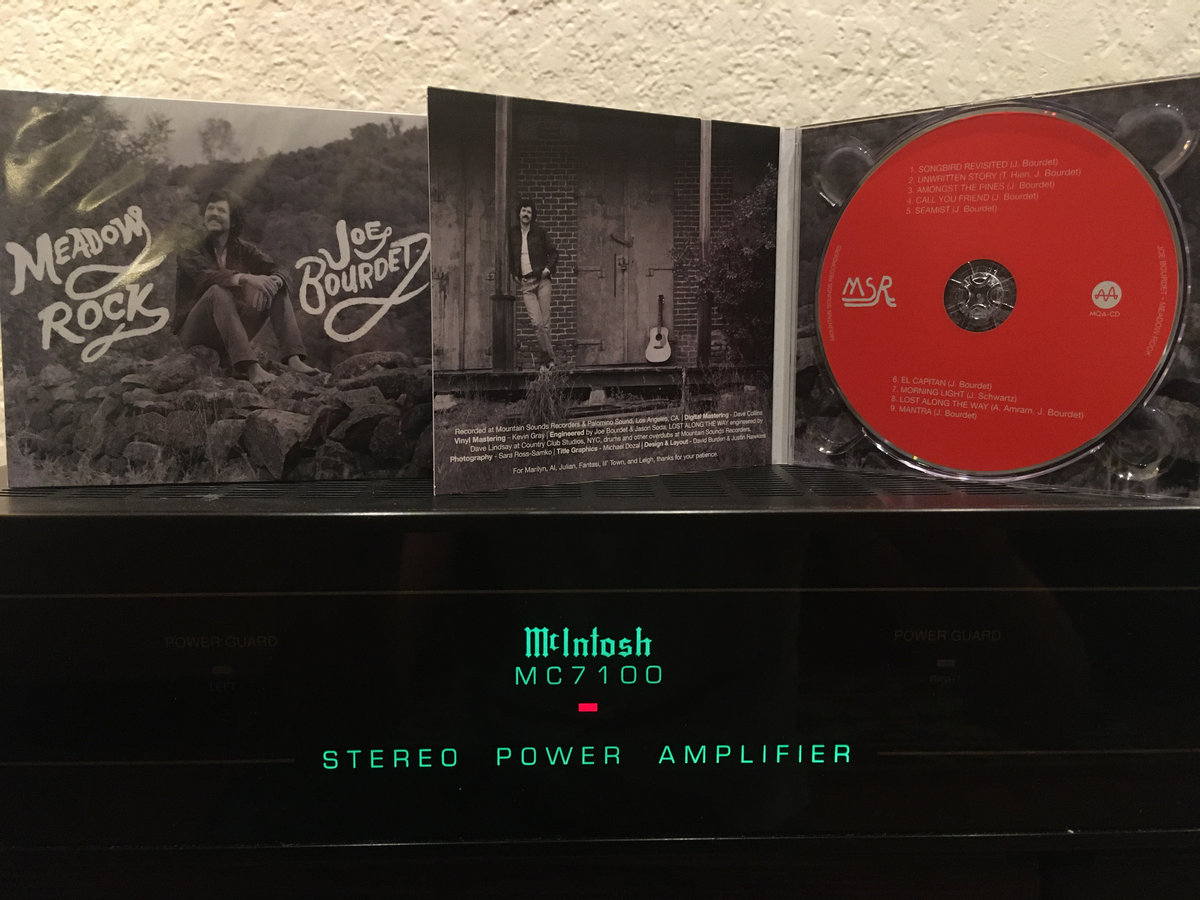 MEADOW
ROCK
JOE
BOURDET
Recorded at Mountain Sounds Recorders & Palomino Sound, Los Angeles, CA. | Digital Mastering - Dave Collins
Vinyl Mastering - Kevin Gray | Engineered by Joe Bourdet & Jason Soda, LOST ALONG THE WAY engineered by
Dave Lindsay at Country Club Studios, NYC, drums and other overdubs at Mountain Sounds Recorders.
Photography - Sara Ross-Samko | Title Graphics - Michael Dozal | Design & Layout - David Burden & Justin Hawkins
For Marilyn, Al, Julian, Fantasi, lil' Town, and Leigh, thanks for your patience.
1. SONGBIRD REVISITED (J. Bourdet)
2. UNWRITTEN STORY (T. Hien, J. Bourdet)
3. AMONGST THE PINES (J. Bourdet)
4. CALL YOU FRIEND (J. Bourdet)
5. SEAMIST (J. Bourdet)
MOUNTAIN SOUNDS RECORDERS
MSR
MQA-CD
JOE BOURDET • MEADOW ROCK
6. EL CAPITAN (J. Bourdet)
7. MORNING LIGHT (J. Schwartz)
8. LOST ALONG THE WAY (A. Amram, J. Bourdet)
9. MANTRA (J. Bourdet)
POWER GUARD
LEFT
McIntosh
MC7100
POWER GUARD
RIGHT
STEREO POWER AMPLIFIER